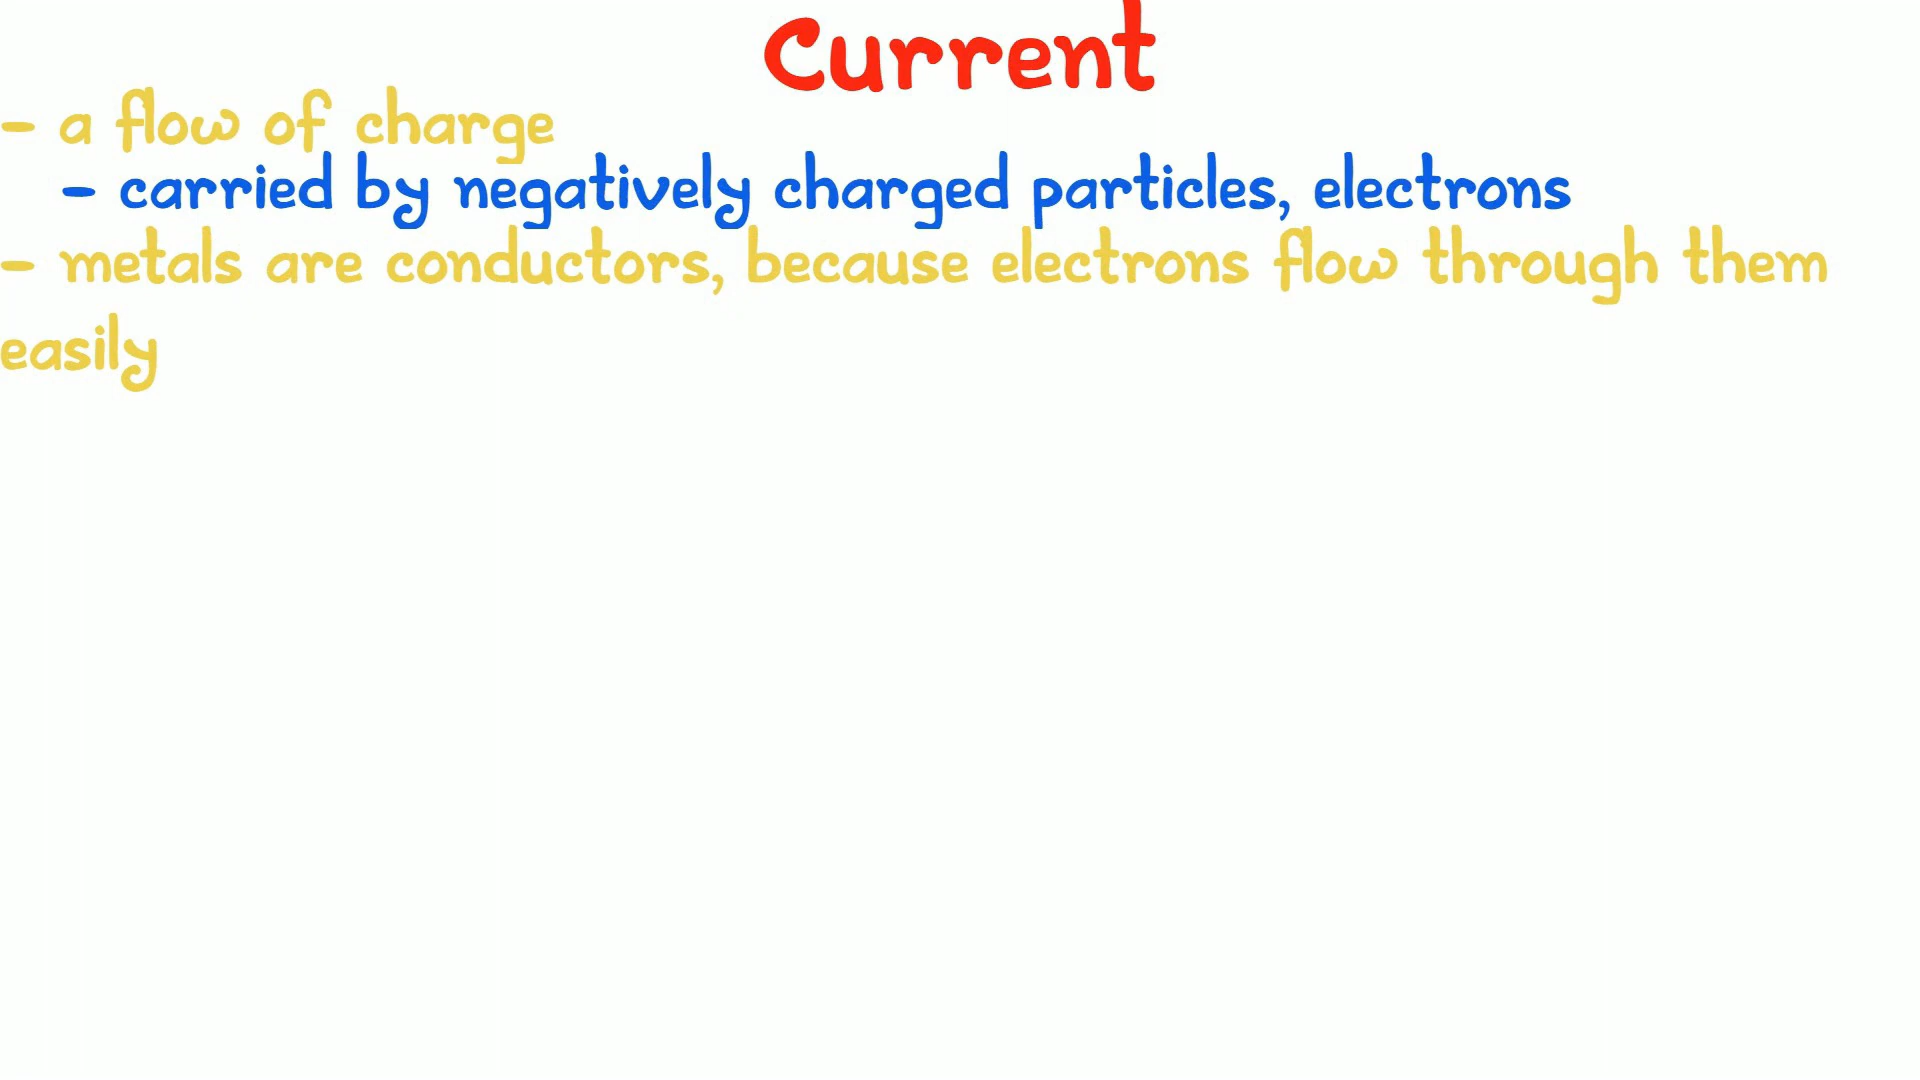 Current
- a flow of charge
- carried by negatively charged particles, electrons
- metals are conductors, because electrons flow through them
easily